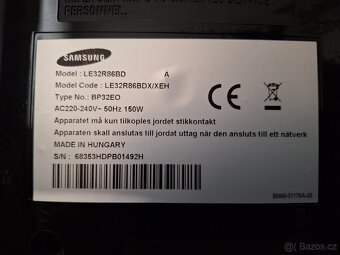 SAMSUNG
Model : LE32R86BD A
Model Code : LE32R86BDX/XEH
Type No. : BP32EO
AC220-240V~ 50Hz 150W
Apparatet må kun tilkoples jordet stikkontakt
Apparaten skall anslutas till jordat uttag när den ansluts till ett nätverk
MADE IN HUNGARY
S/N : 68353HDPB01492H
BN68-01176A-00
Bazoš.cz